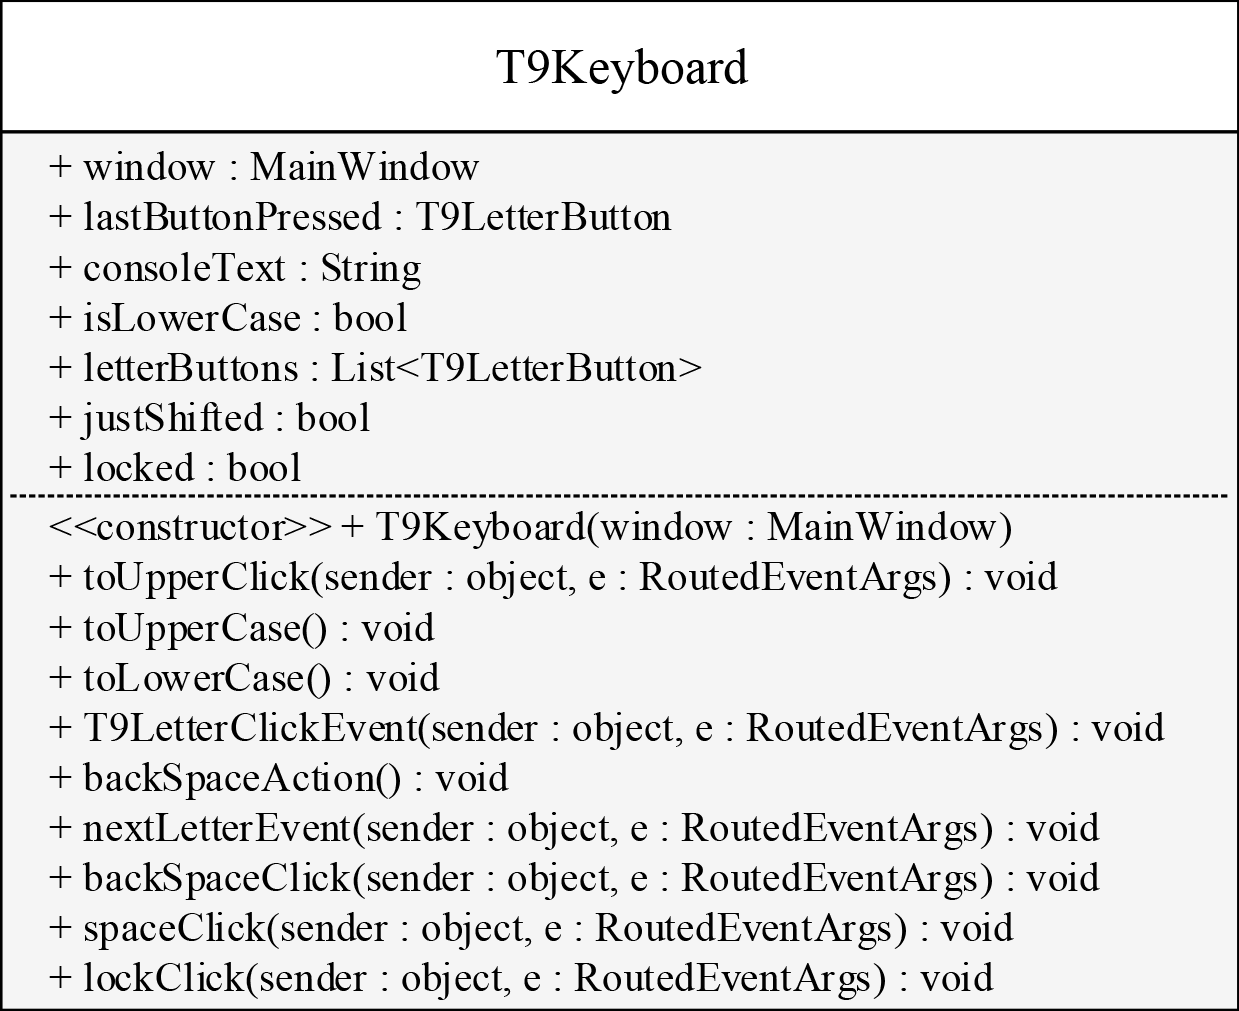 T9Keyboard
+ window : MainWindow
+ lastButtonPressed : T9LetterButton
+ consoleText : String
+ isLowerCase : bool
+ letterButtons : List<T9LetterButton>
+ justShifted : bool
+ locked : bool
<<constructor>> + T9Keyboard(window : MainWindow)
+ toUpperClick(sender : object, e : RoutedEventArgs) : void
+ toUpperCase() : void
+ toLowerCase() : void
+ T9LetterClickEvent(sender : object, e : RoutedEventArgs) : void
+ backSpaceAction() : void
+ nextLetterEvent(sender : object, e : RoutedEventArgs) : void
+ backSpaceClick(sender : object, e : RoutedEventArgs) : void
+ spaceClick(sender : object, e : RoutedEventArgs) : void
+ lockClick(sender : object, e : RoutedEventArgs) : void